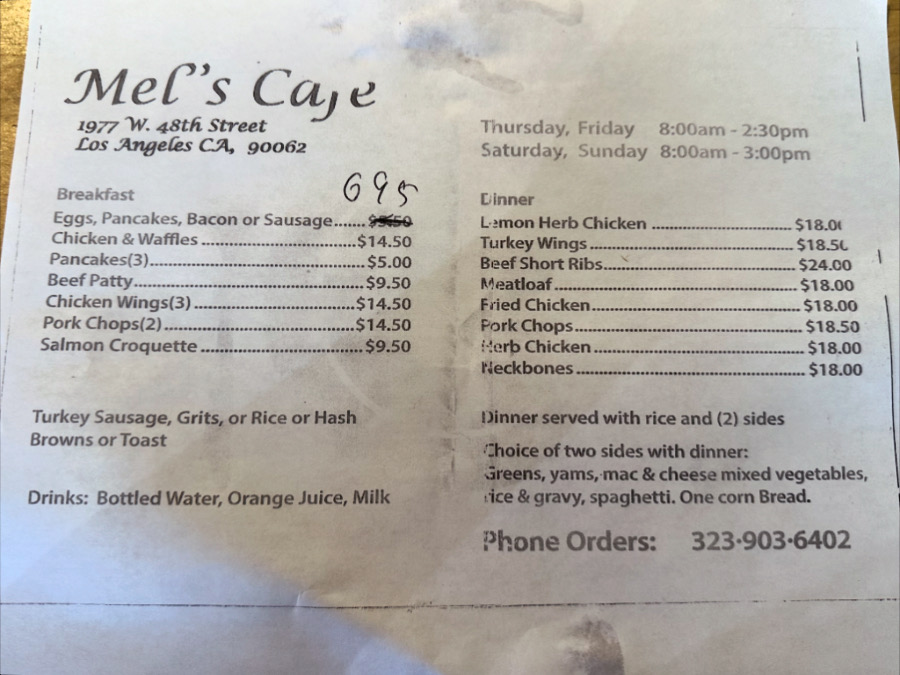 Mel's Cafe
1977 W. 48th Street
Los Angeles CA, 90062
Thursday, Friday 8:00am - 2:30pm
Saturday, Sunday 8:00am - 3:00pm
Breakfast
695
Eggs, Pancakes, Bacon or Sausage......
Chicken & Waffles ................................$14.50
Pancakes(3)...........................................$5.00
Beef Patty...............................................$9.50
Chicken Wings(3) .................................$14.50
Pork Chops(2) .......................................$14.50
Salmon Croquette .................................$9.50
Turkey Sausage, Grits, or Rice or Hash
Browns or Toast
Drinks: Bottled Water, Orange Juice, Milk
Dinner
Lemon Herb Chicken ............................. $18.00
Turkey Wings ......................................... $18.50
Beef Short Ribs........................................ $24.00
Meatloaf .................................................. $18.00
Fried Chicken........................................... $18.00
Pork Chops.............................................. $18.50
Herb Chicken .......................................... $18.00
Neckbones .............................................. $18.00
Dinner served with rice and (2) sides
Choice of two sides with dinner:
Greens, yams, mac & cheese mixed vegetables,
rice & gravy, spaghetti. One corn Bread.
Phone Orders: 323·903·6402